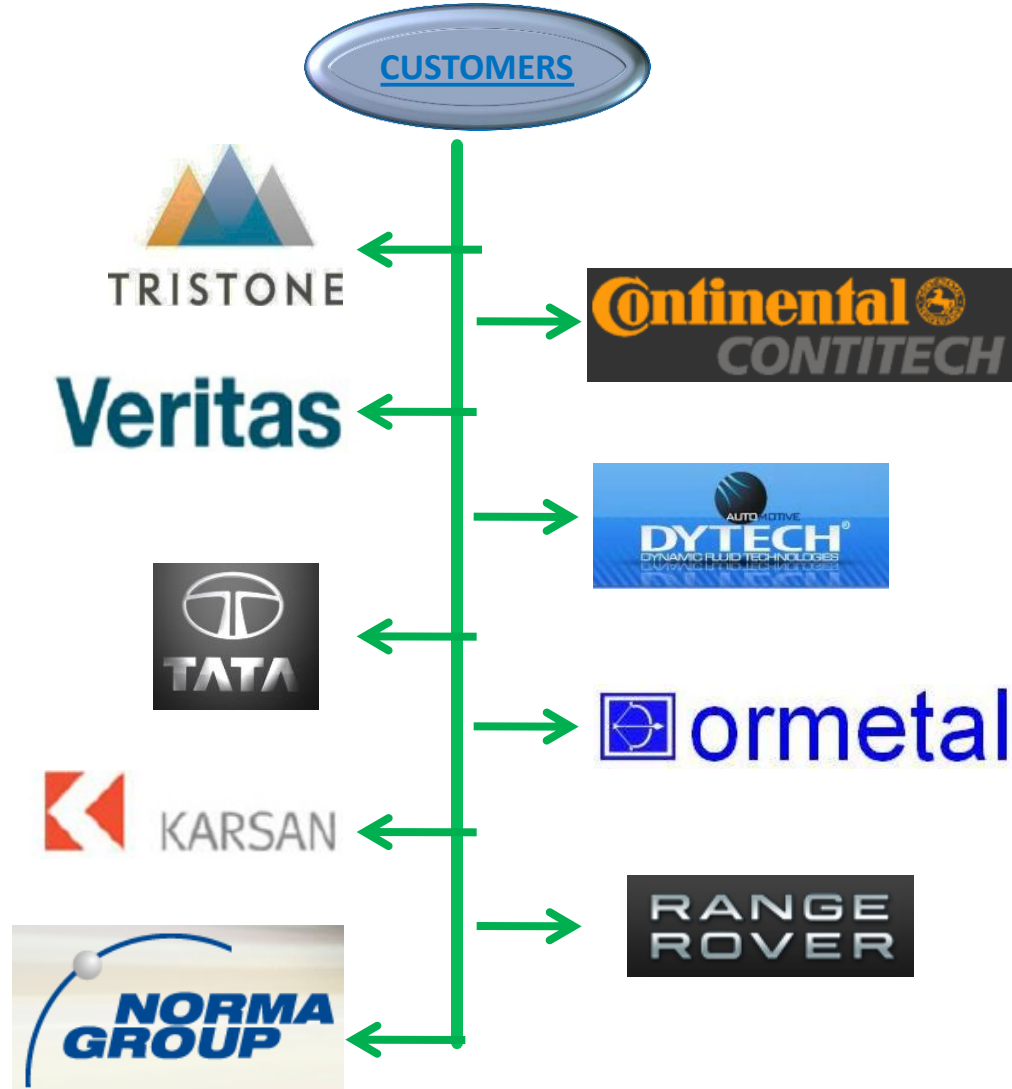 CUSTOMERS
TRISTONE
Continental
CONTITECH
Veritas
AUTOMOTIVE
DYTECH®
DYNAMIC FLUID TECHNOLOGIES
TATA
ormetal
KARSAN
RANGE
ROVER
NORMA
GROUP